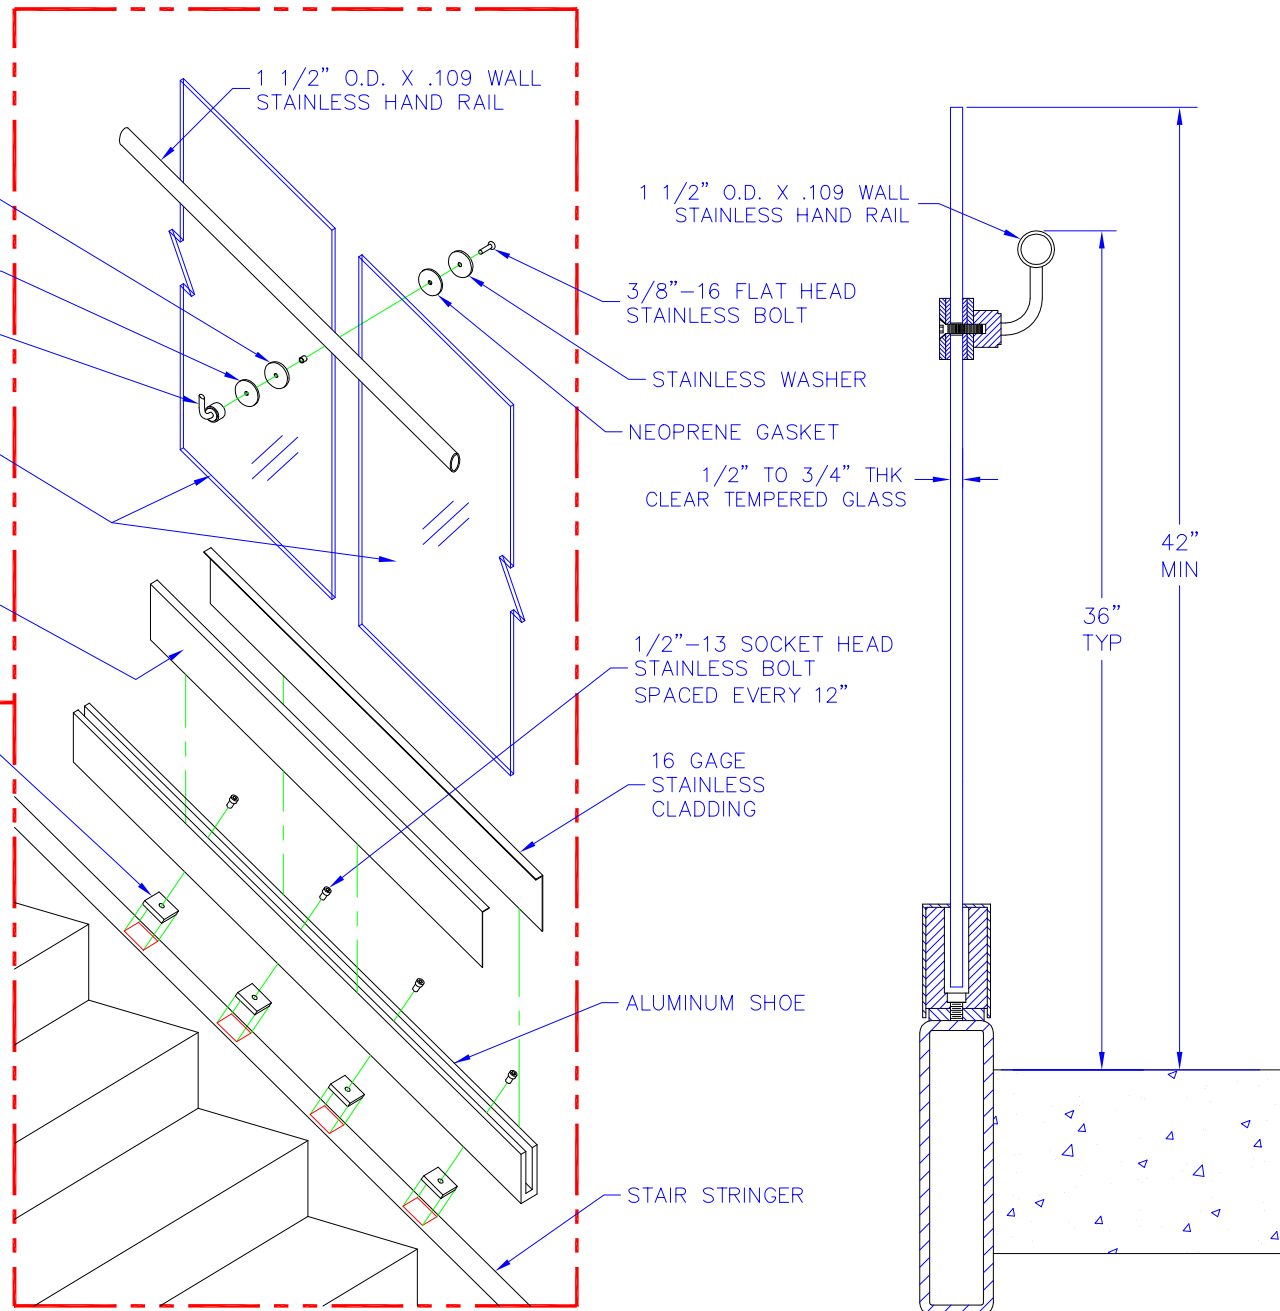 1 1/2” O.D. X .109 WALL
STAINLESS HAND RAIL
3/8”–16 FLAT HEAD
STAINLESS BOLT
STAINLESS WASHER
NEOPRENE GASKET
1/2”–13 SOCKET HEAD
STAINLESS BOLT
SPACED EVERY 12”
16 GAGE
STAINLESS
CLADDING
ALUMINUM SHOE
STAIR STRINGER
1 1/2” O.D. X .109 WALL
STAINLESS HAND RAIL
1/2” TO 3/4” THK
CLEAR TEMPERED GLASS
42”
MIN
36”
TYP